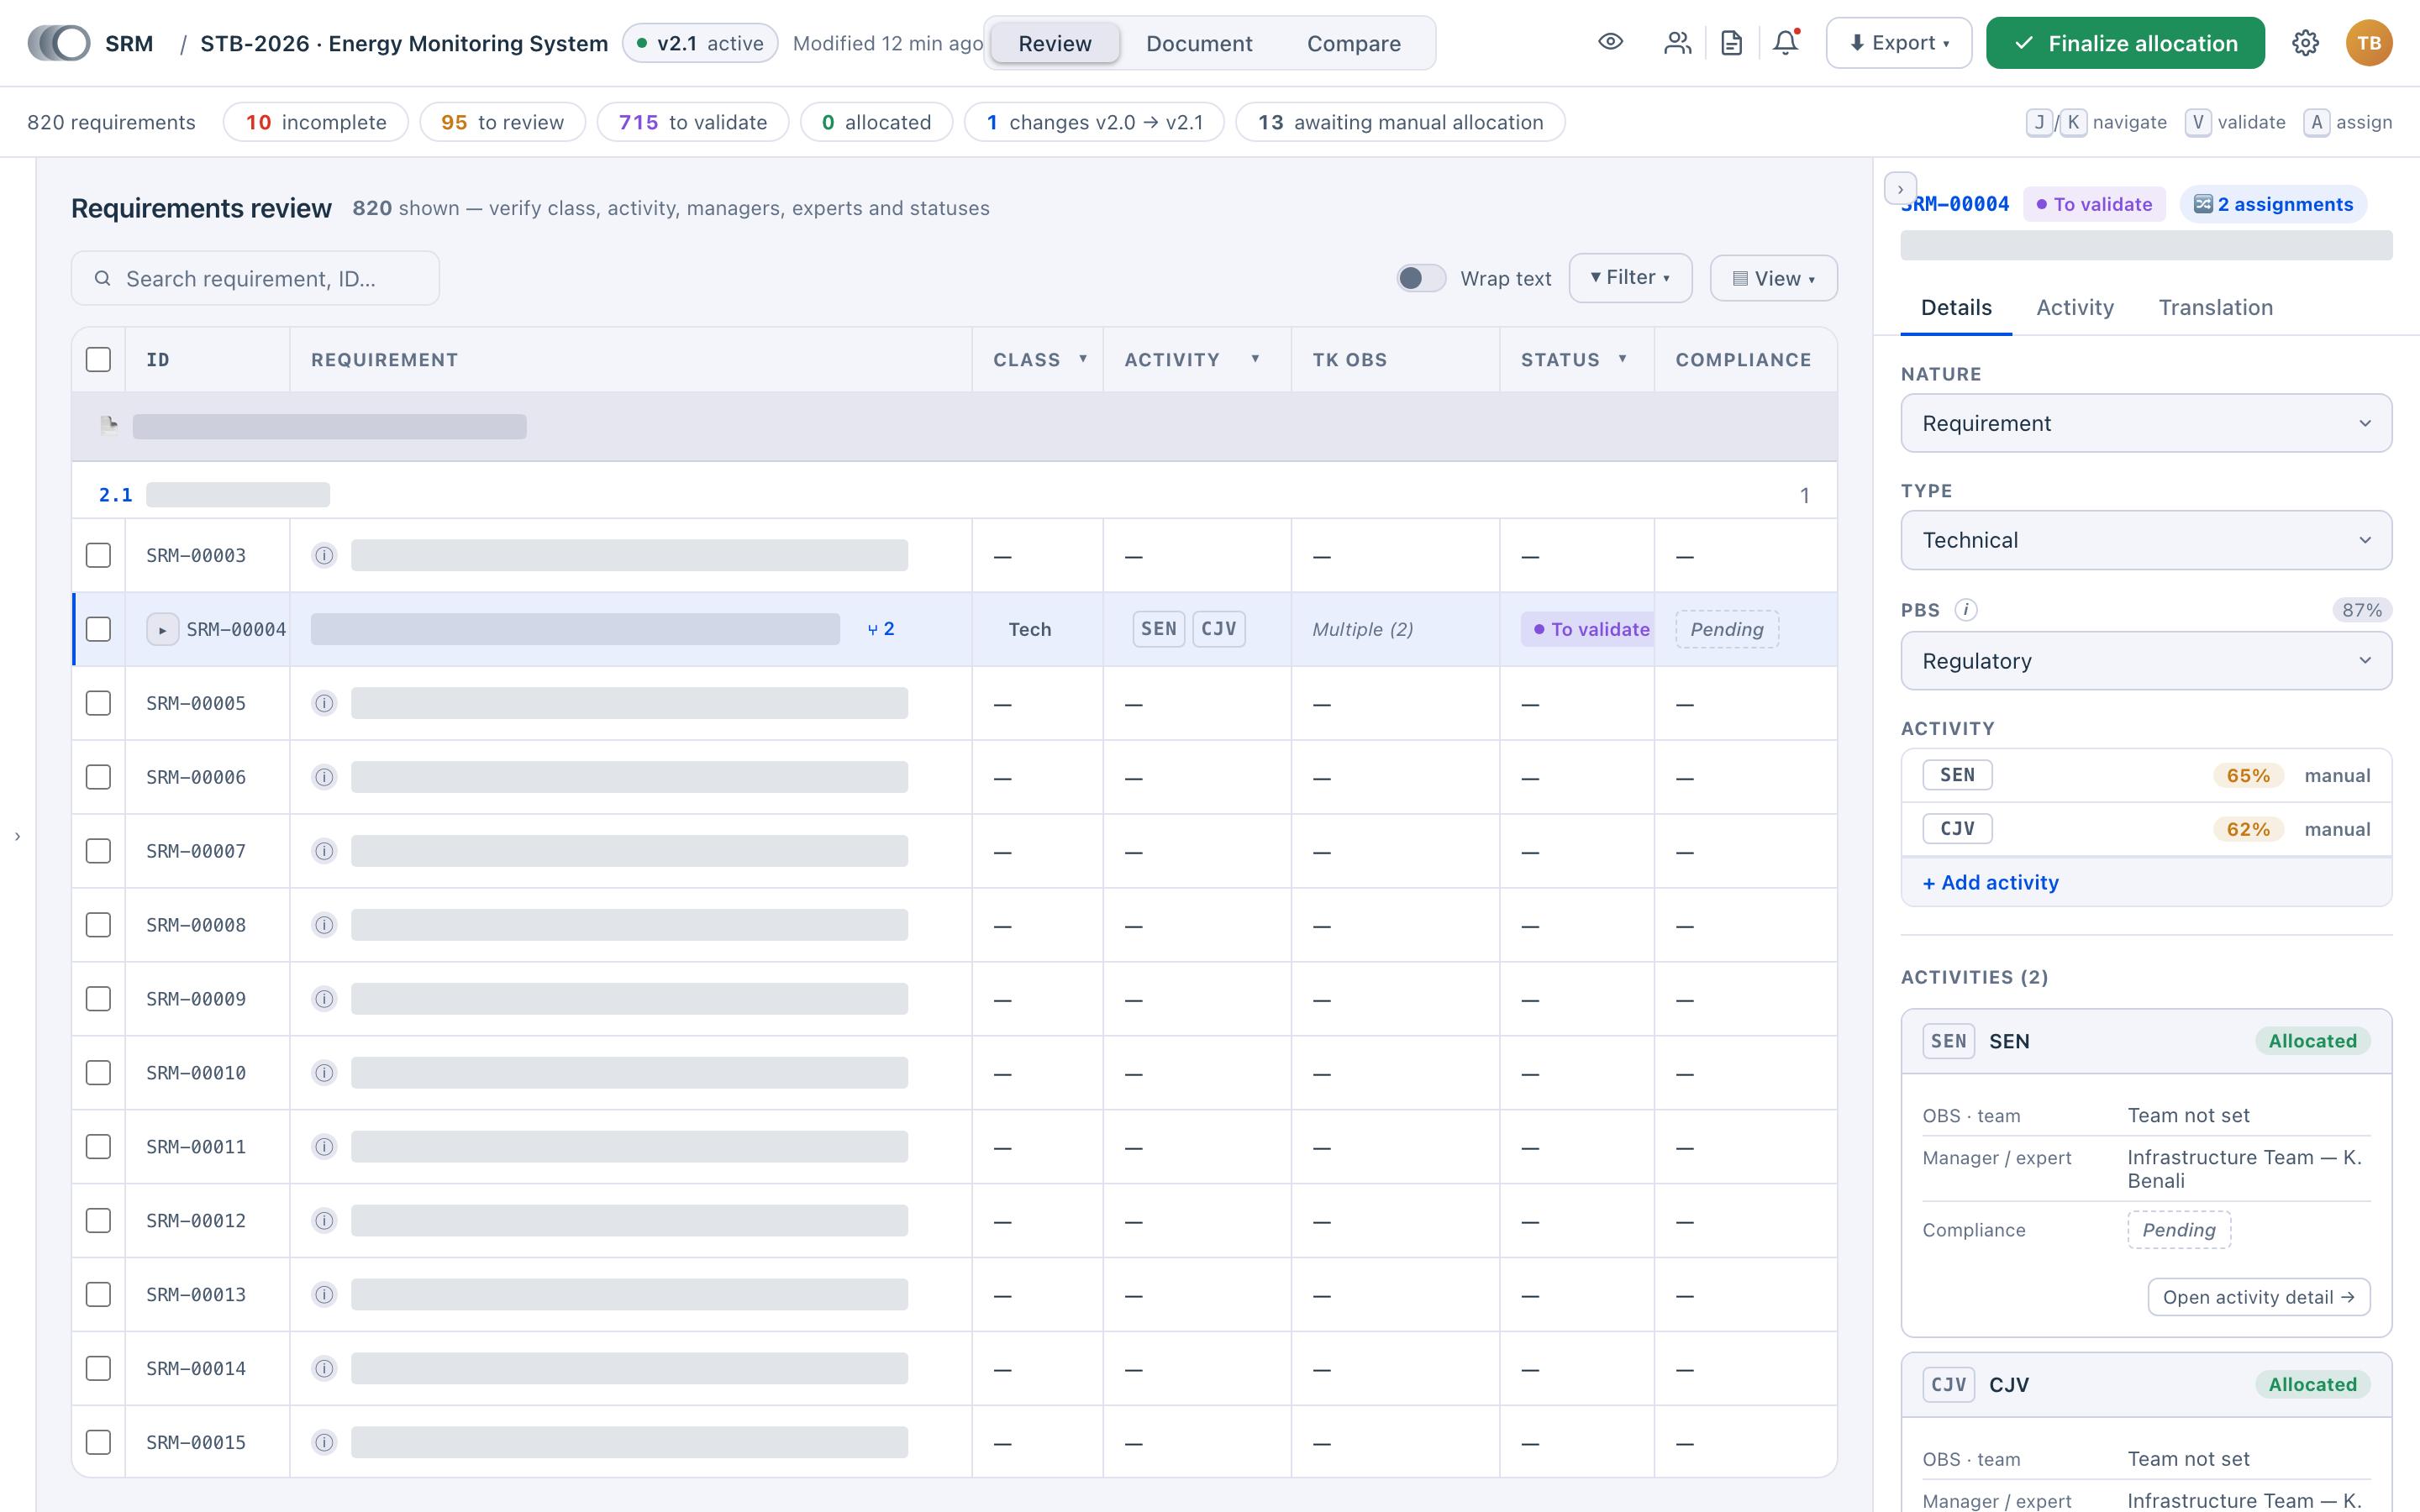 SRM / STB-2026 · Energy Monitoring System v2.1 active Modified 12 min ago Review Document Compare Export Finalize allocation TB
820 requirements 10 incomplete 95 to review 715 to validate 0 allocated 1 changes v2.0 → v2.1 13 awaiting manual allocation J/K navigate V validate A assign
Requirements review 820 shown — verify class, activity, managers, experts and statuses
Search requirement, ID... Wrap text Filter View
ID REQUIREMENT CLASS ACTIVITY TK OBS STATUS COMPLIANCE
2.1 1
SRM-00003 — — — — —
SRM-00004 2 Tech SEN CJV Multiple (2) To validate Pending
SRM-00005 — — — — —
SRM-00006 — — — — —
SRM-00007 — — — — —
SRM-00008 — — — — —
SRM-00009 — — — — —
SRM-00010 — — — — —
SRM-00011 — — — — —
SRM-00012 — — — — —
SRM-00013 — — — — —
SRM-00014 — — — — —
SRM-00015 — — — — —
SRM-00004 To validate 2 assignments
Details Activity Translation
NATURE
Requirement
TYPE
Technical
PBS i 87%
Regulatory
ACTIVITY
SEN 65% manual
CJV 62% manual
+ Add activity
ACTIVITIES (2)
SEN SEN Allocated
OBS · team Team not set
Manager / expert Infrastructure Team — K.
Benali
Compliance Pending
Open activity detail →
CJV CJV Allocated
OBS · team Team not set
Manager / expert Infrastructure Team — K.